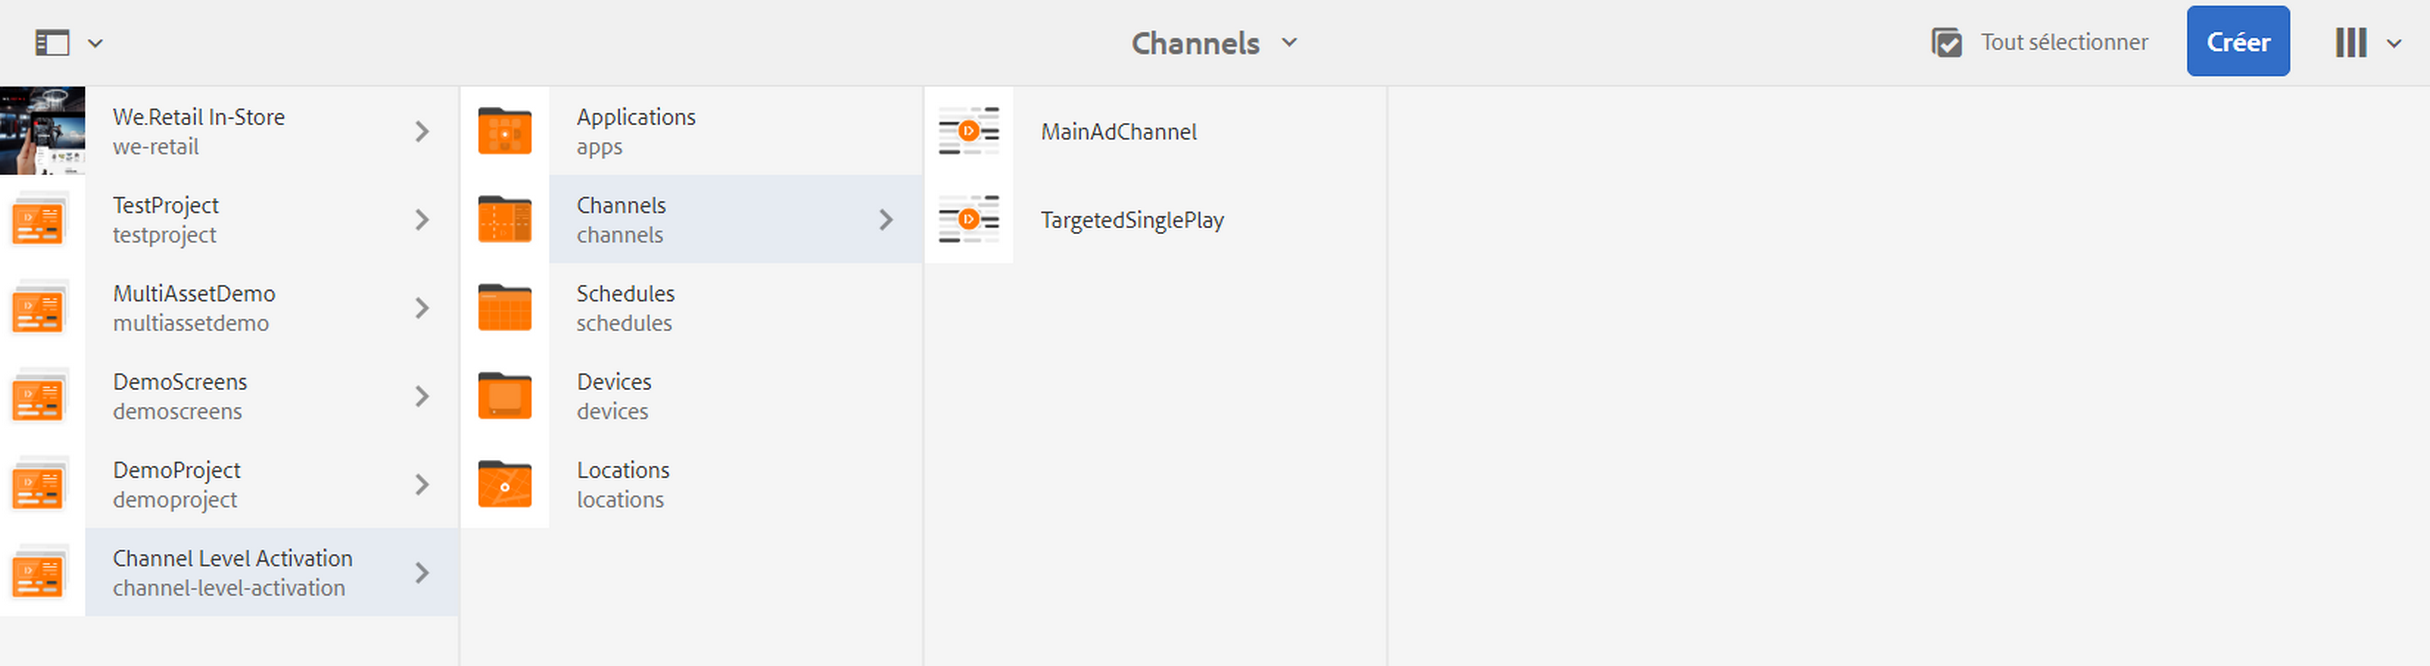 Channels
Tout sélectionner
Créer
We.Retail In-Store
we-retail
TestProject
testproject
MultiAssetDemo
multiassetdemo
DemoScreens
demoscreens
DemoProject
demoproject
Channel Level Activation
channel-level-activation
Applications
apps
Channels
channels
Schedules
schedules
Devices
devices
Locations
locations
MainAdChannel
TargetedSinglePlay